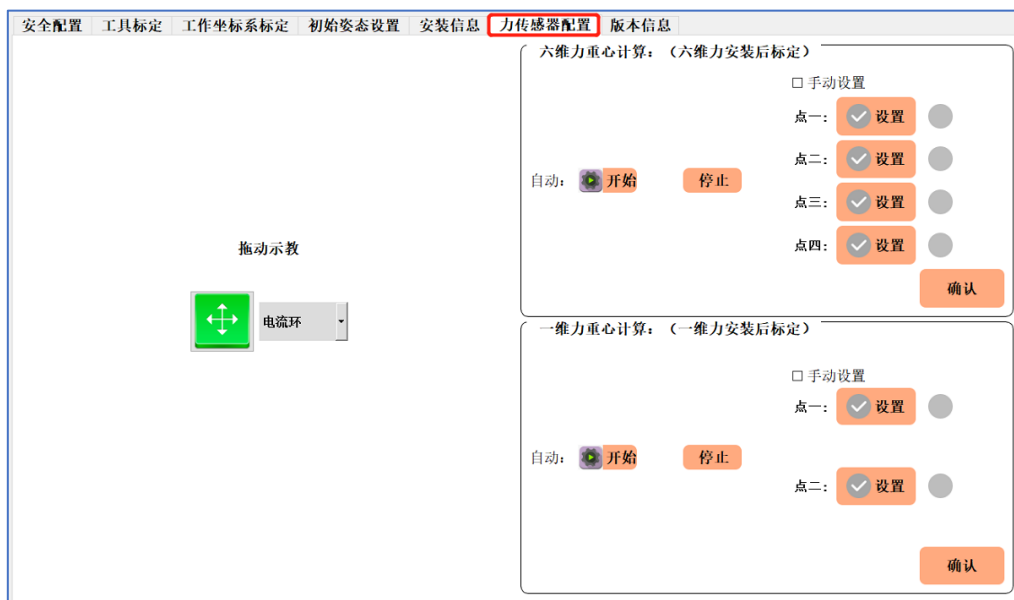 安全配置 工具标定 工作坐标系标定 初始姿态设置 安装信息 力传感器配置 版本信息
拖动示教
电流环
六维力重心计算：（六维力安装后标定）
手动设置
点一： 设置
点二： 设置
自动： 开始 停止
点三： 设置
点四： 设置
确认
一维力重心计算：（一维力安装后标定）
手动设置
点一： 设置
自动： 开始 停止
点二： 设置
确认